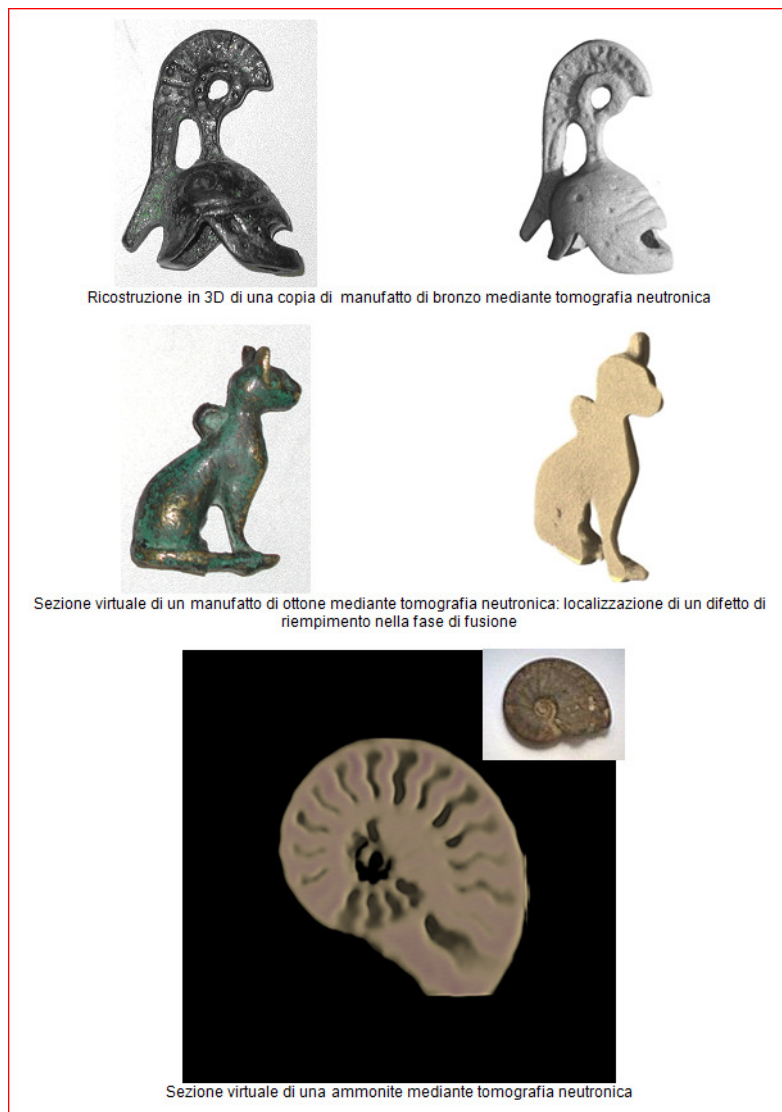 Ricostruzione in 3D di una copia di manufatto di bronzo mediante tomografia neutronica
Sezione virtuale di un manufatto di ottone mediante tomografia neutronica: localizzazione di un difetto di
riempimento nella fase di fusione
Sezione virtuale di una ammonite mediante tomografia neutronica